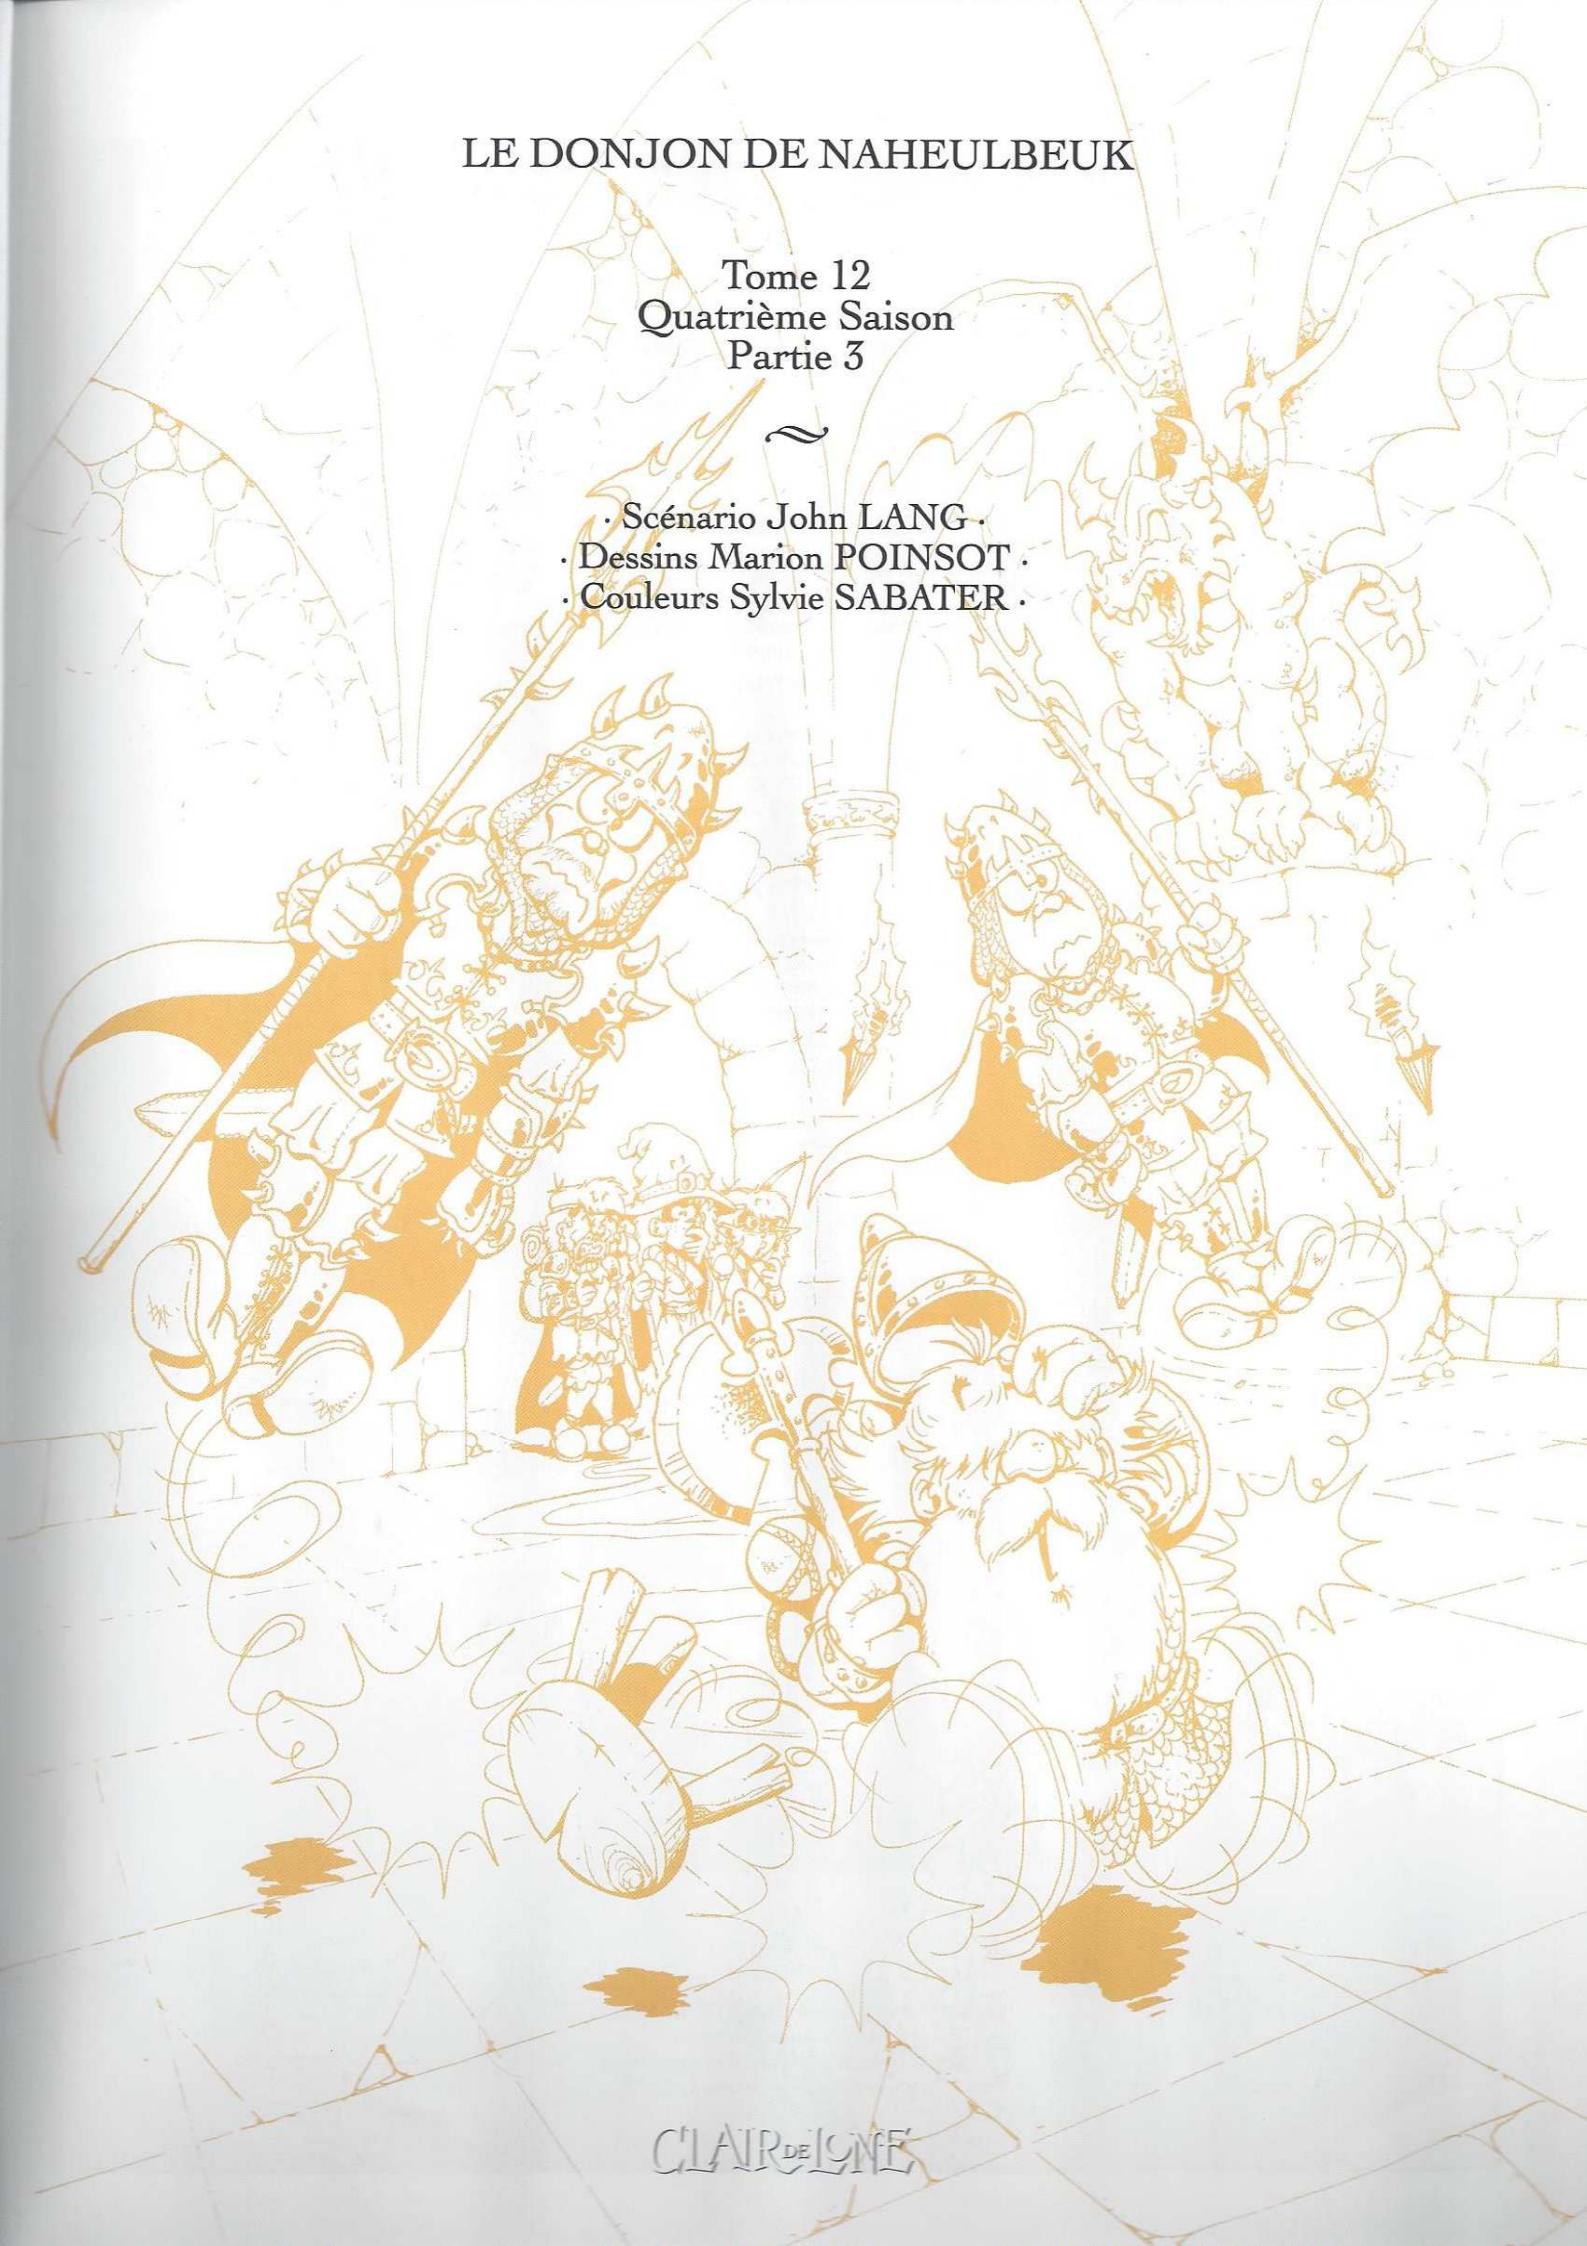 LE DONJON DE NAHEULBEUK
Tome 12
Quatrième Saison
Partie 3
· Scénario John LANG ·
· Dessins Marion POINSOT ·
· Couleurs Sylvie SABATER ·
CLAIR DE LUNE